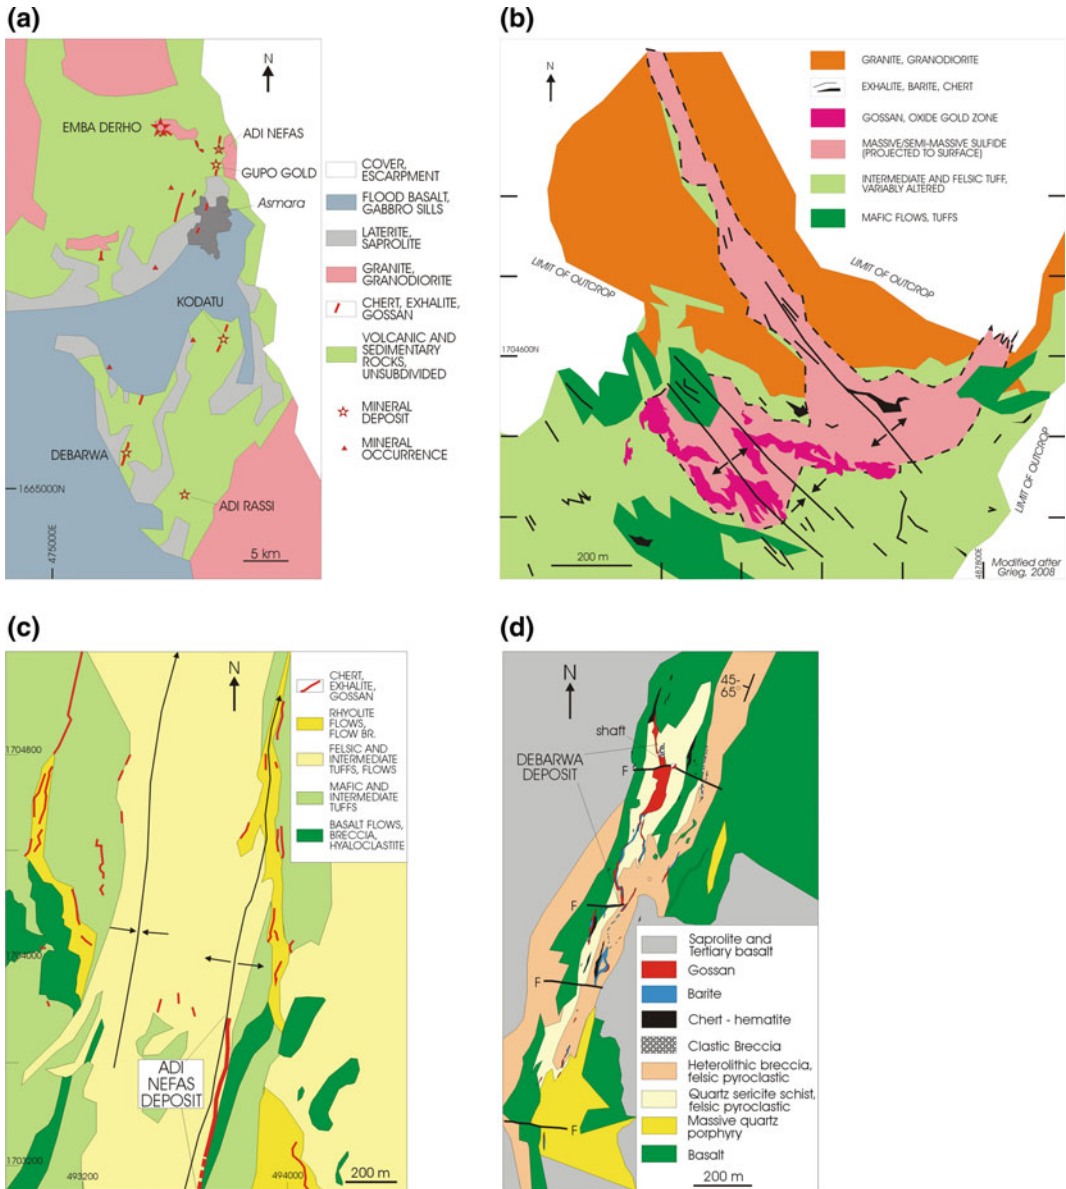 (a)
N
EMBA DERHO
ADI NEFAS
GUPO GOLD
Asmara
KODATU
DEBARWA
1665000N
ADI RASSI
475000E
5 km
COVER,
ESCARPMENT
FLOOD BASALT,
GABBRO SILLS
LATERITE,
SAPROLITE
GRANITE,
GRANODIORITE
CHERT, EXHALITE,
GOSSAN
VOLCANIC AND
SEDIMENTARY
ROCKS,
UNSUBDIVIDED
MINERAL
DEPOSIT
MINERAL
OCCURRENCE
(b)
N
GRANITE, GRANODIORITE
EXHALITE, BARITE, CHERT
GOSSAN, OXIDE GOLD ZONE
MASSIVE/SEMI-MASSIVE SULFIDE
(PROJECTED TO SURFACE)
INTERMEDIATE AND FELSIC TUFF,
VARIABLY ALTERED
MAFIC FLOWS, TUFFS
LIMIT OF OUTCROP
LIMIT OF OUTCROP
1704600N
LIMIT OF OUTCROP
200 m
487800E
Modified after
Grieg, 2008
(c)
N
CHERT,
EXHALITE,
GOSSAN
RHYOLITE
FLOWS,
FLOW BR.
FELSIC AND
INTERMEDIATE
TUFFS, FLOWS
MAFIC AND
INTERMEDIATE
TUFFS
BASALT FLOWS,
BRECCIA,
HYALOCLASTITE
1704800
ADI
NEFAS
DEPOSIT
1703200
493200
494000
200 m
(d)
N
45-
65°
shaft
DEBARWA
DEPOSIT
F
F
F
F
Saprolite and
Tertiary basalt
Gossan
Barite
Chert - hematite
Clastic Breccia
Heterolithic breccia,
felsic pyroclastic
Quartz sericite schist,
felsic pyroclastic
Massive quartz
porphyry
Basalt
200 m